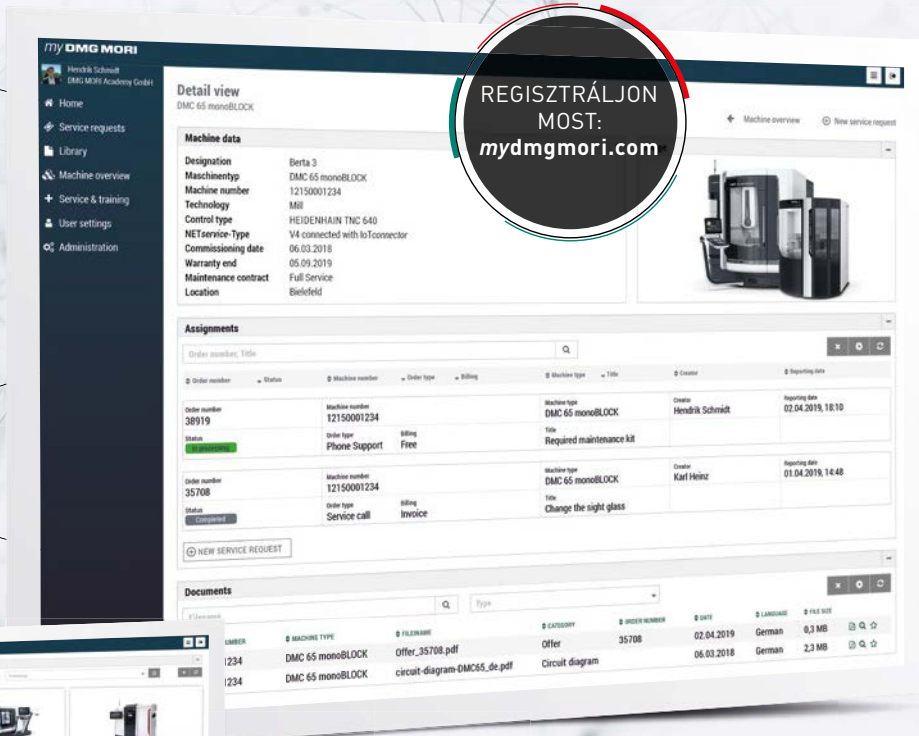 my DMG MORI
Hendrik Schmidt
DMG MORI Academy GmbH
Home
Service requests
Library
Machine overview
Service & training
User settings
Administration
REGISZTRÁLJON
MOST:
mydmgmori.com
Detail view
DMC 65 monoBLOCK
Machine overview New service request
Machine data
Designation Berta 3
Maschinentyp DMC 65 monoBLOCK
Machine number 12150001234
Technology Mill
Control type HEIDENHAIN TNC 640
NETservice-Type V4 connected with IoTconnector
Commissioning date 06.03.2018
Warranty end 05.09.2019
Maintenance contract Full Service
Location Bielefeld
Assignments
Order number, Title
Order number Status Machine number Order type Billing Machine type Title Creator Reporting date
Order number Machine number Machine type Creator Reporting date
38919 12150001234 DMC 65 monoBLOCK Hendrik Schmidt 02.04.2019, 18:10
Status Order type Billing Title
In processing Phone Support Free Required maintenance kit
Order number Machine number Machine type Creator Reporting date
35708 12150001234 DMC 65 monoBLOCK Karl Heinz 01.04.2019, 14:48
Status Order type Billing Title
Completed Service call Invoice Change the sight glass
NEW SERVICE REQUEST
Documents
Filename Type
NUMBER MACHINE TYPE FILENAME CATEGORY ORDER NUMBER DATE LANGUAGE FILE SIZE
1234 DMC 65 monoBLOCK Offer_35708.pdf Offer 35708 02.04.2019 German 0,3 MB
1234 DMC 65 monoBLOCK circuit-diagram-DMC65_de.pdf Circuit diagram 06.03.2018 German 2,3 MB